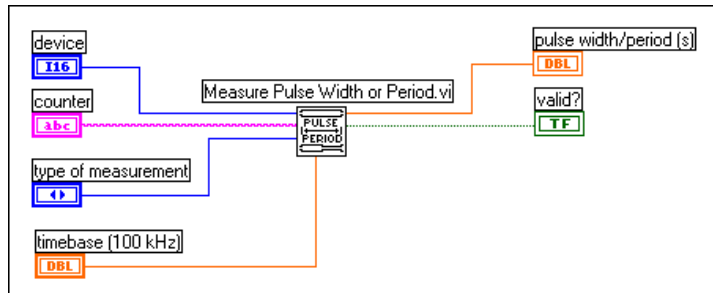 device
I16
counter
abc
type of measurement
timebase (100 kHz)
DBL
Measure Pulse Width or Period.vi
PULSE
PERIOD
pulse width/period (s)
DBL
valid?
TF